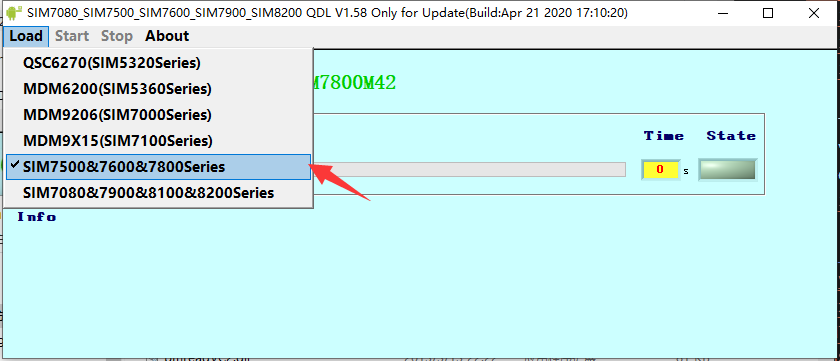 SIM7080_SIM7500_SIM7600_SIM7900_SIM8200 QDL V1.58 Only for Update(Build:Apr 21 2020 17:10:20)
Load Start Stop About
QSC6270(SIM5320Series)
MDM6200(SIM5360Series)
MDM9206(SIM7000Series)
MDM9X15(SIM7100Series)
SIM7500&7600&7800Series
SIM7080&7900&8100&8200Series
M7800M42
Time State
0 s
Info